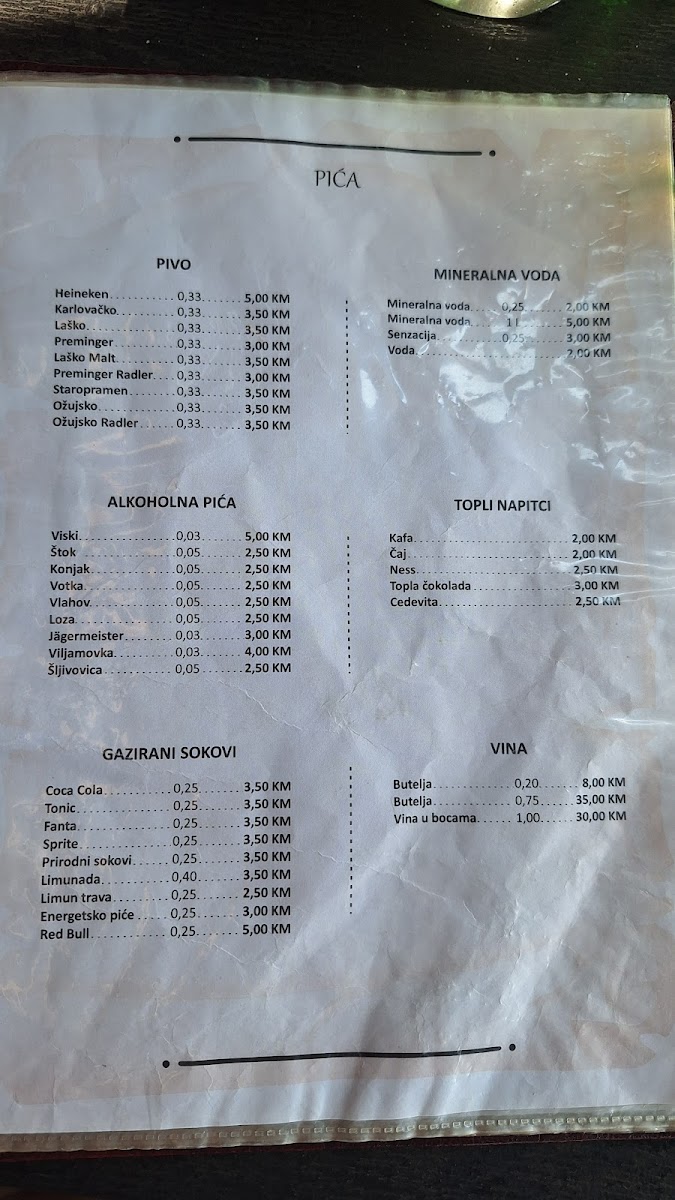 PIĆA
PIVO
Heineken........... 0,33....... 5,00 KM
Karlovačko.......... 0,33....... 3,50 KM
Laško............... 0,33....... 3,50 KM
Preminger.......... 0,33....... 3,00 KM
Laško Malt......... 0,33....... 3,50 KM
Preminger Radler.... 0,33....... 3,00 KM
Staropramen........ 0,33....... 3,50 KM
Ožujsko............ 0,33....... 3,50 KM
Ožujsko Radler...... 0,33....... 3,50 KM
MINERALNA VODA
Mineralna voda..... 0,25....... 2,00 KM
Mineralna voda..... 1 l........ 5,00 KM
Senzacija.......... 0,25....... 3,00 KM
Voda......................... 2,00 KM
ALKOHOLNA PIĆA
Viski............... 0,03....... 5,00 KM
Štok............... 0,05....... 2,50 KM
Konjak............. 0,05....... 2,50 KM
Votka.............. 0,05....... 2,50 KM
Vlahov............. 0,05....... 2,50 KM
Loza............... 0,05....... 2,50 KM
Jägermeister........ 0,03....... 3,00 KM
Viljamovka.......... 0,03....... 4,00 KM
Šljivovica........... 0,05....... 2,50 KM
TOPLI NAPITCI
Kafa.......................... 2,00 KM
Čaj........................... 2,00 KM
Ness.......................... 2,50 KM
Topla čokolada................. 3,00 KM
Cedevita....................... 2,50 KM
GAZIRANI SOKOVI
Coca Cola........... 0,25....... 3,50 KM
Tonic............... 0,25....... 3,50 KM
Fanta............... 0,25....... 3,50 KM
Sprite.............. 0,25....... 3,50 KM
Prirodni sokovi...... 0,25....... 3,50 KM
Limunada........... 0,40....... 3,50 KM
Limun trava......... 0,25....... 2,50 KM
Energetsko piće..... 0,25....... 3,00 KM
Red Bull............ 0,25....... 5,00 KM
VINA
Butelja............. 0,20....... 8,00 KM
Butelja............. 0,75...... 35,00 KM
Vina u bocama...... 1,00...... 30,00 KM